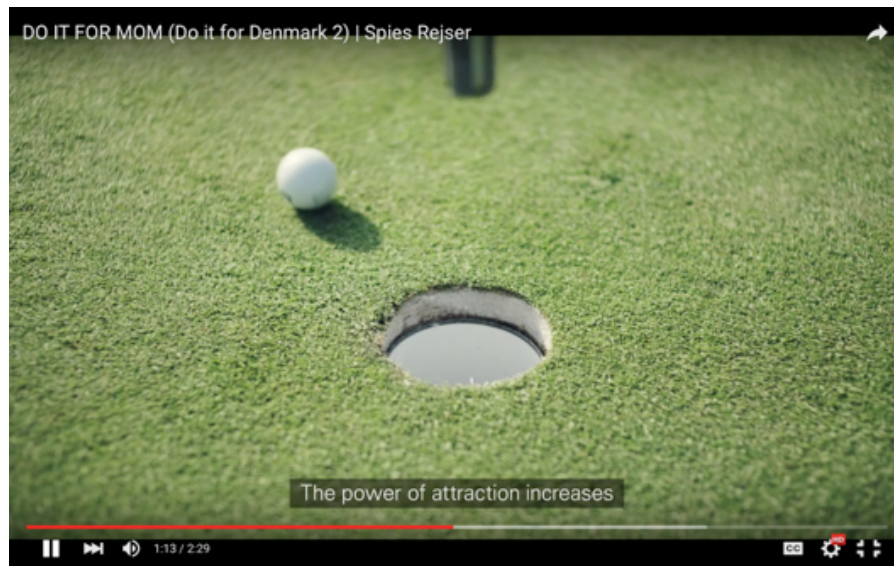 DO IT FOR MOM (Do it for Denmark 2) | Spies Rejser
The power of attraction increases
1:13 / 2:29
CC
HD